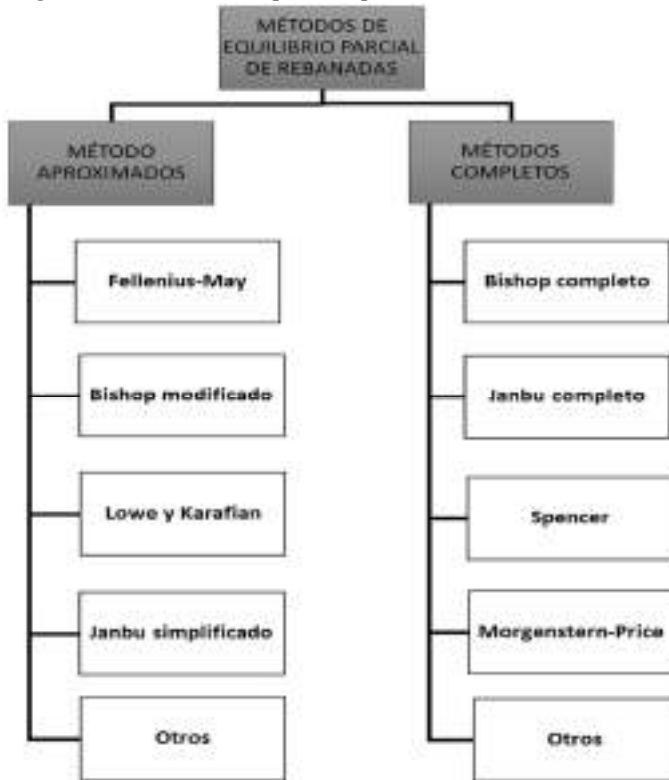 MÉTODOS DE
EQUILIBRIO PARCIAL
DE REBANADAS
MÉTODO
APROXIMADOS
Fellenius-May
Bishop modificado
Lowe y Karafian
Janbu simplificado
Otros
MÉTODOS
COMPLETOS
Bishop completo
Janbu completo
Spencer
Morgenstern-Price
Otros